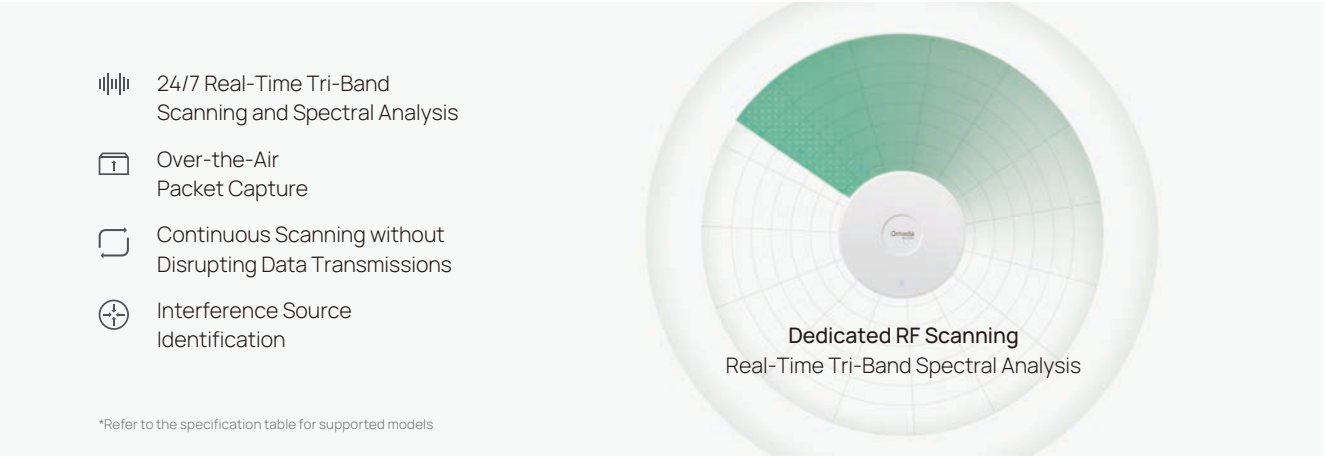 24/7 Real-Time Tri-Band
Scanning and Spectral Analysis
Over-the-Air
Packet Capture
Continuous Scanning without
Disrupting Data Transmissions
Interference Source
Identification
*Refer to the specification table for supported models
Omada
Dedicated RF Scanning
Real-Time Tri-Band Spectral Analysis